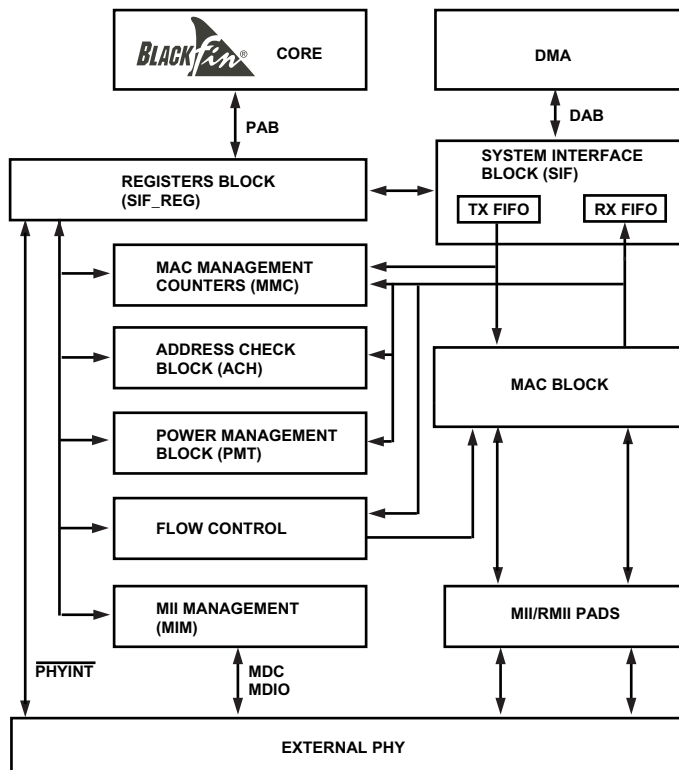 BLACKfin® CORE
DMA
PAB
DAB
REGISTERS BLOCK
(SIF_REG)
SYSTEM INTERFACE
BLOCK (SIF)
TX FIFO
RX FIFO
MAC MANAGEMENT
COUNTERS (MMC)
ADDRESS CHECK
BLOCK (ACH)
MAC BLOCK
POWER MANAGEMENT
BLOCK (PMT)
FLOW CONTROL
MII MANAGEMENT
(MIM)
MII/RMII PADS
PHYINT
MDC
MDIO
EXTERNAL PHY